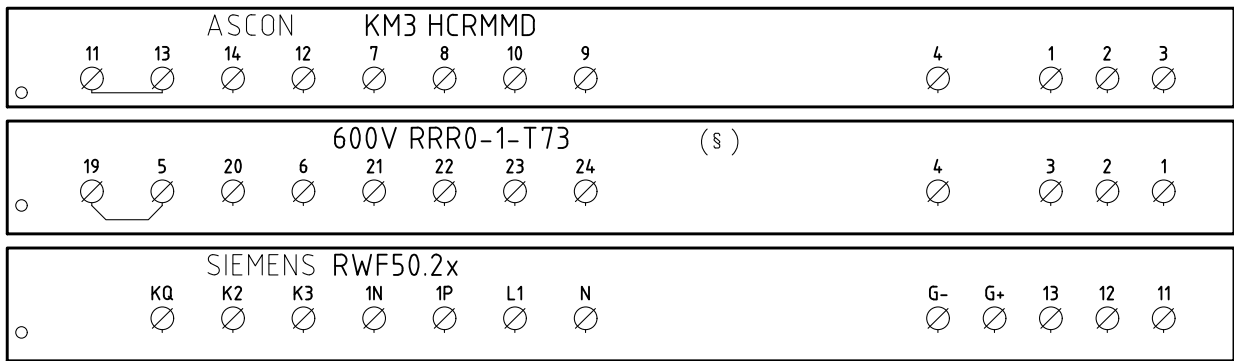 ASCON KM3 HCRMMD
11 13 14 12 7 8 10 9 4 1 2 3
600V RRR0-1-T73 (§)
19 5 20 6 21 22 23 24 4 3 2 1
SIEMENS RWF50.2x
KQ K2 K3 1N 1P L1 N G- G+ 13 12 11